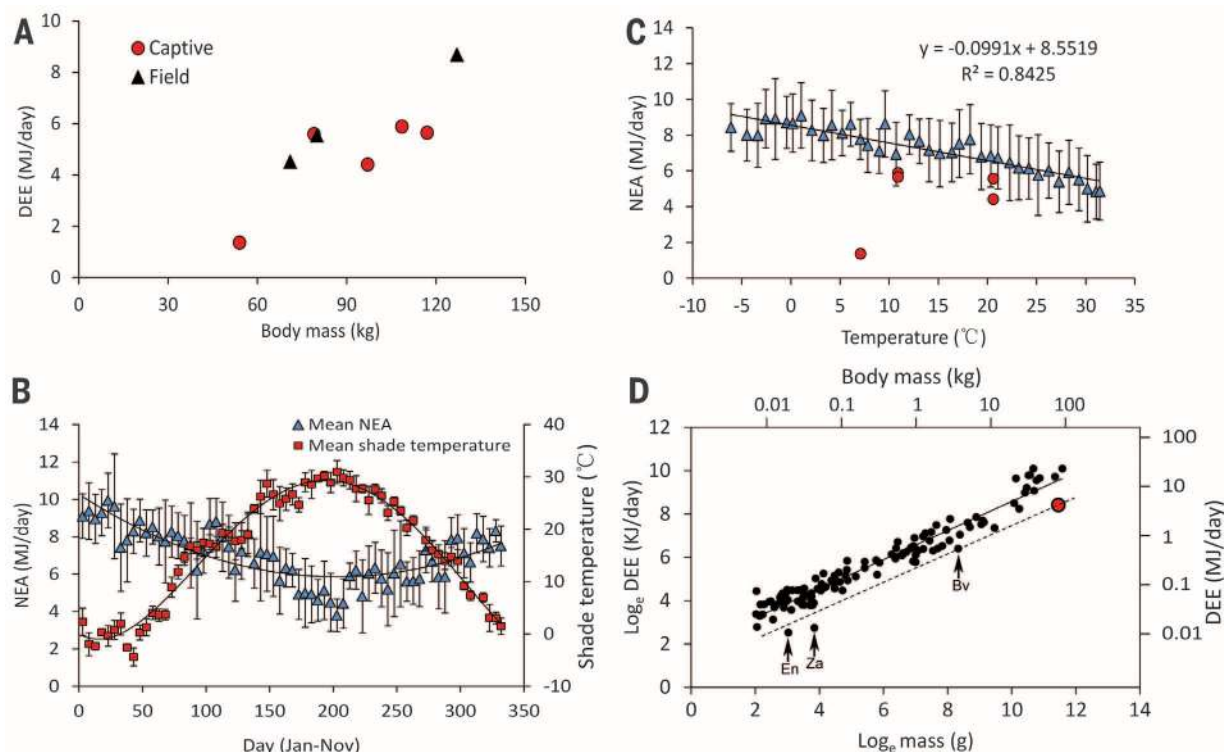 A
DEE (MJ/day)
10
8
6
4
2
0
Captive
Field
0 30 60 90 120 150
Body mass (kg)
C
NEA (MJ/day)
14
12
10
8
6
4
2
0
y = -0.0991x + 8.5519
R² = 0.8425
-10 -5 0 5 10 15 20 25 30 35
Temperature (℃)
B
NEA (MJ/day)
14
12
10
8
6
4
2
0
Mean NEA
Mean shade temperature
40
30
20
10
0
-10
Shade temperature (℃)
0 50 100 150 200 250 300 350
Day (Jan-Nov)
D
Body mass (kg)
0.01 0.1 1 10 100
Logₑ DEE (KJ/day)
12
10
8
6
4
2
0
En
Za
Bv
100
10
1
0.1
0.01
DEE (MJ/day)
0 2 4 6 8 10 12 14
Logₑ mass (g)